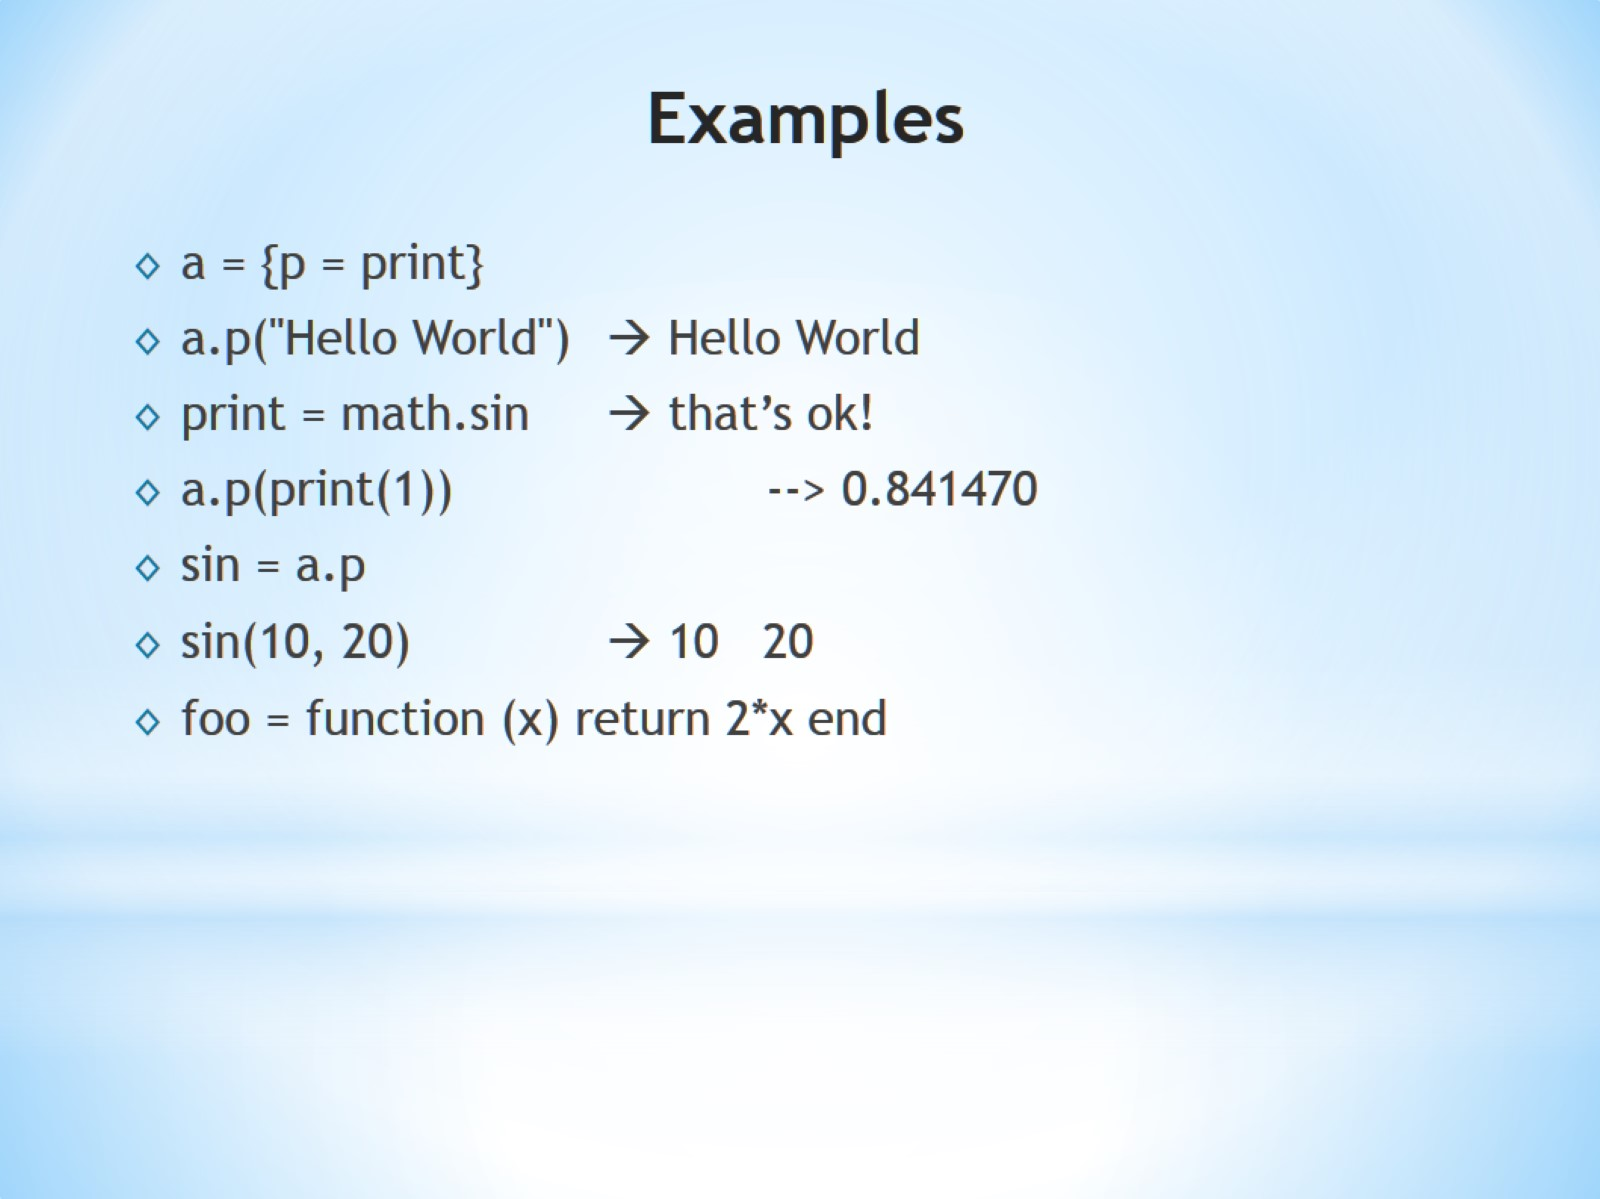 Examples
◇ a = {p = print}
◇ a.p("Hello World") → Hello World
◇ print = math.sin → that’s ok!
◇ a.p(print(1)) --> 0.841470
◇ sin = a.p
◇ sin(10, 20) → 10 20
◇ foo = function (x) return 2*x end